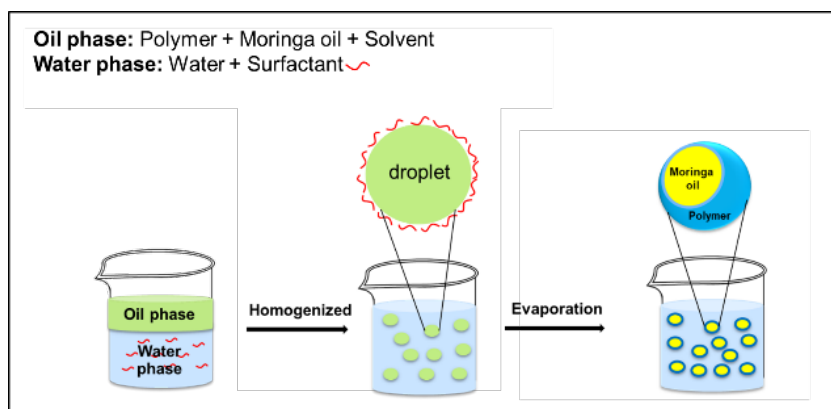 Oil phase: Polymer + Moringa oil + Solvent
Water phase: Water + Surfactant
droplet
Moringa
oil
Polymer
Oil phase
Water
phase
Homogenized
Evaporation